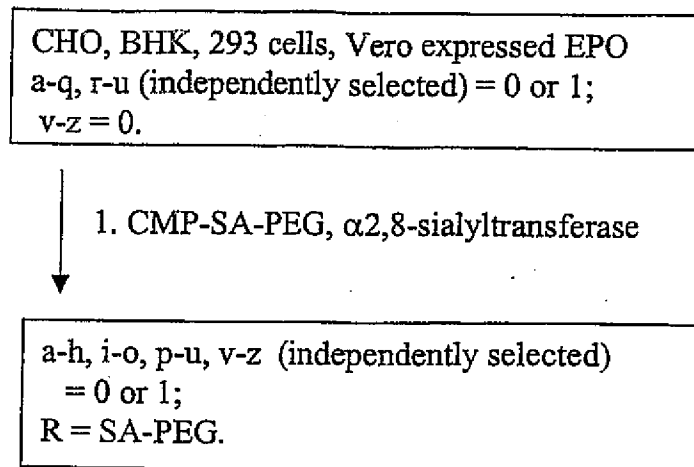 CHO, BHK, 293 cells, Vero expressed EPO
a-q, r-u (independently selected) = 0 or 1;
v-z = 0.
1. CMP-SA-PEG, α2,8-sialyltransferase
a-h, i-o, p-u, v-z (independently selected)
= 0 or 1;
R = SA-PEG.